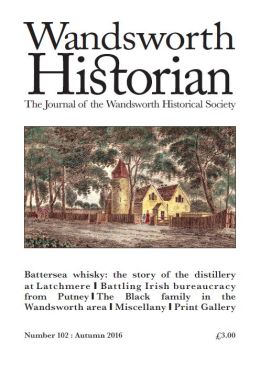 Wandsworth
Historian
The Journal of the Wandsworth Historical Society
Battersea whisky: the story of the distillery
at Latchmere | Battling Irish bureaucracy
from Putney | The Black family in the
Wandsworth area | Miscellany | Print Gallery
Number 102 : Autumn 2016 £3.00